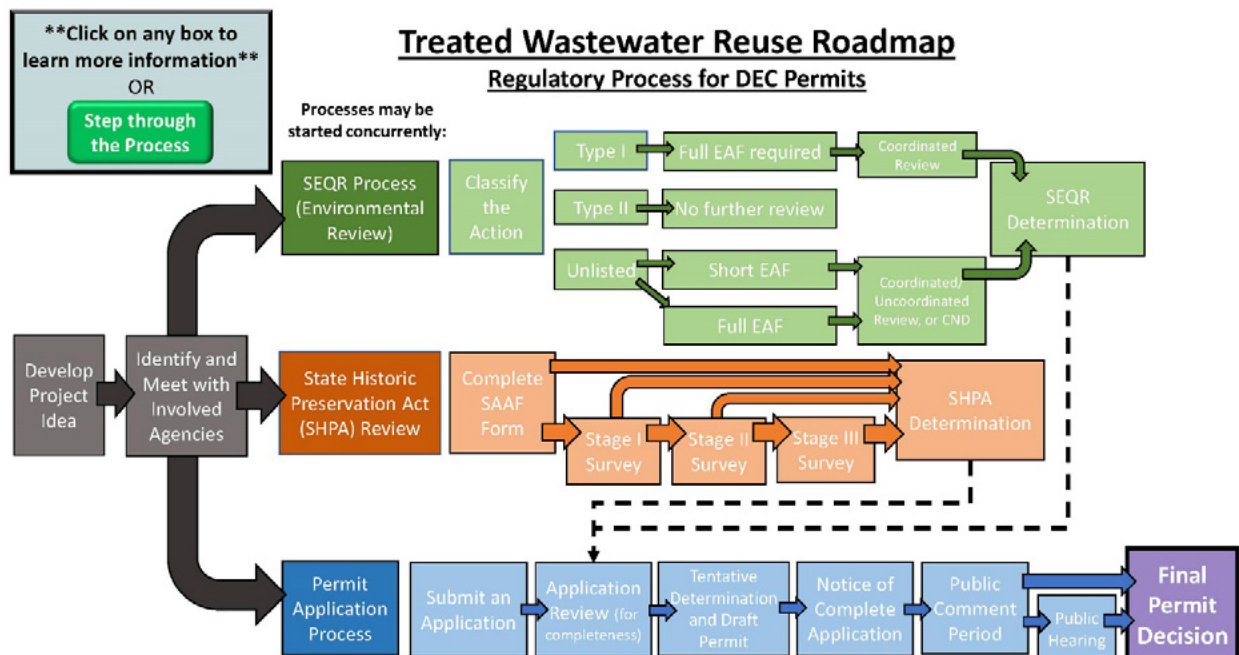 **Click on any box to
learn more information**
OR
Step through
the Process
Treated Wastewater Reuse Roadmap
Regulatory Process for DEC Permits
Processes may be
started concurrently:
SEQR Process
(Environmental
Review)
Classify
the
Action
Type I
Full EAF required
Coordinated
Review
Type II
No further review
Unlisted
Short EAF
Full EAF
Coordinated/
Uncoordinated
Review, or CND
SEQR
Determination
Develop
Project
Idea
Identify and
Meet with
Involved
Agencies
State Historic
Preservation Act
(SHPA) Review
Complete
SAAF
Form
Stage I
Survey
Stage II
Survey
Stage III
Survey
SHPA
Determination
Permit
Application
Process
Submit an
Application
Application
Review (for
completeness)
Tentative
Determination
and Draft
Permit
Notice of
Complete
Application
Public
Comment
Period
Public
Hearing
Final
Permit
Decision